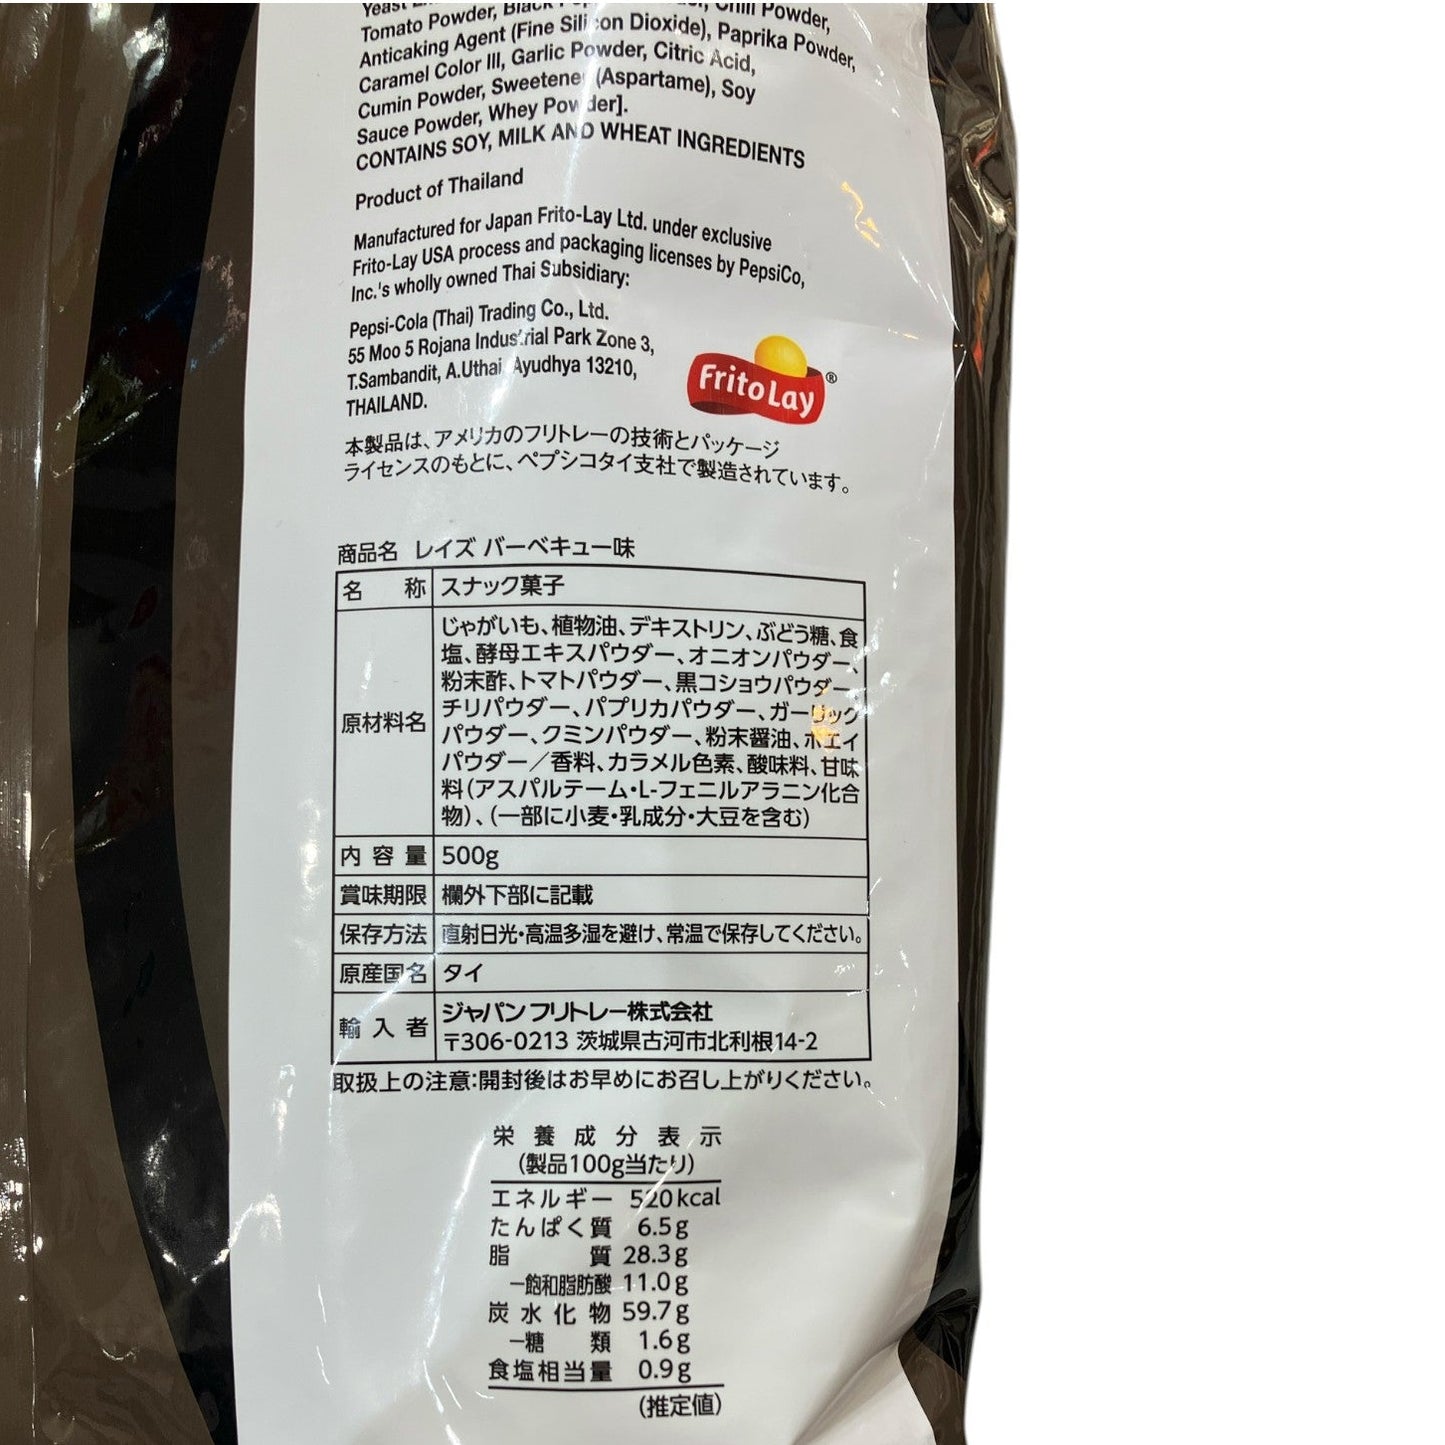 Yeast
Tomato Powder, Black Chili Powder,
Anticaking Agent (Fine Silicon Dioxide), Paprika Powder,
Caramel Color III, Garlic Powder, Citric Acid,
Cumin Powder, Sweetener (Aspartame), Soy
Sauce Powder, Whey Powder].
CONTAINS SOY, MILK AND WHEAT INGREDIENTS
Product of Thailand
Manufactured for Japan Frito-Lay Ltd. under exclusive
Frito-Lay USA process and packaging licenses by PepsiCo,
Inc.'s wholly owned Thai Subsidiary:
Pepsi-Cola (Thai) Trading Co., Ltd.
55 Moo 5 Rojana Industrial Park Zone 3,
T.Sambandit, A.Uthai Ayudhya 13210,
THAILAND.
Frito Lay®
本製品は、アメリカのフリトレーの技術とパッケージ
ライセンスのもとに、ペプシコタイ支社で製造されています。
商品名 レイズ バーベキュー味
名 称 スナック菓子
原材料名 じゃがいも、植物油、デキストリン、ぶどう糖、食
塩、酵母エキスパウダー、オニオンパウダー、
粉末酢、トマトパウダー、黒コショウパウダー、
チリパウダー、パプリカパウダー、ガーリック
パウダー、クミンパウダー、粉末醤油、ホエイ
パウダー／香料、カラメル色素、酸味料、甘味
料(アスパルテーム・L-フェニルアラニン化合
物)、(一部に小麦・乳成分・大豆を含む)
内容量 500g
賞味期限 欄外下部に記載
保存方法 直射日光・高温多湿を避け、常温で保存してください。
原産国名 タイ
輸入者 ジャパンフリトレー株式会社
〒306-0213 茨城県古河市北利根14-2
取扱上の注意:開封後はお早めにお召し上がりください。
栄養成分表示
(製品100g当たり)
エネルギー 520kcal
たんぱく質 6.5g
脂質 28.3g
－飽和脂肪酸 11.0g
炭水化物 59.7g
－糖類 1.6g
食塩相当量 0.9g
(推定値)